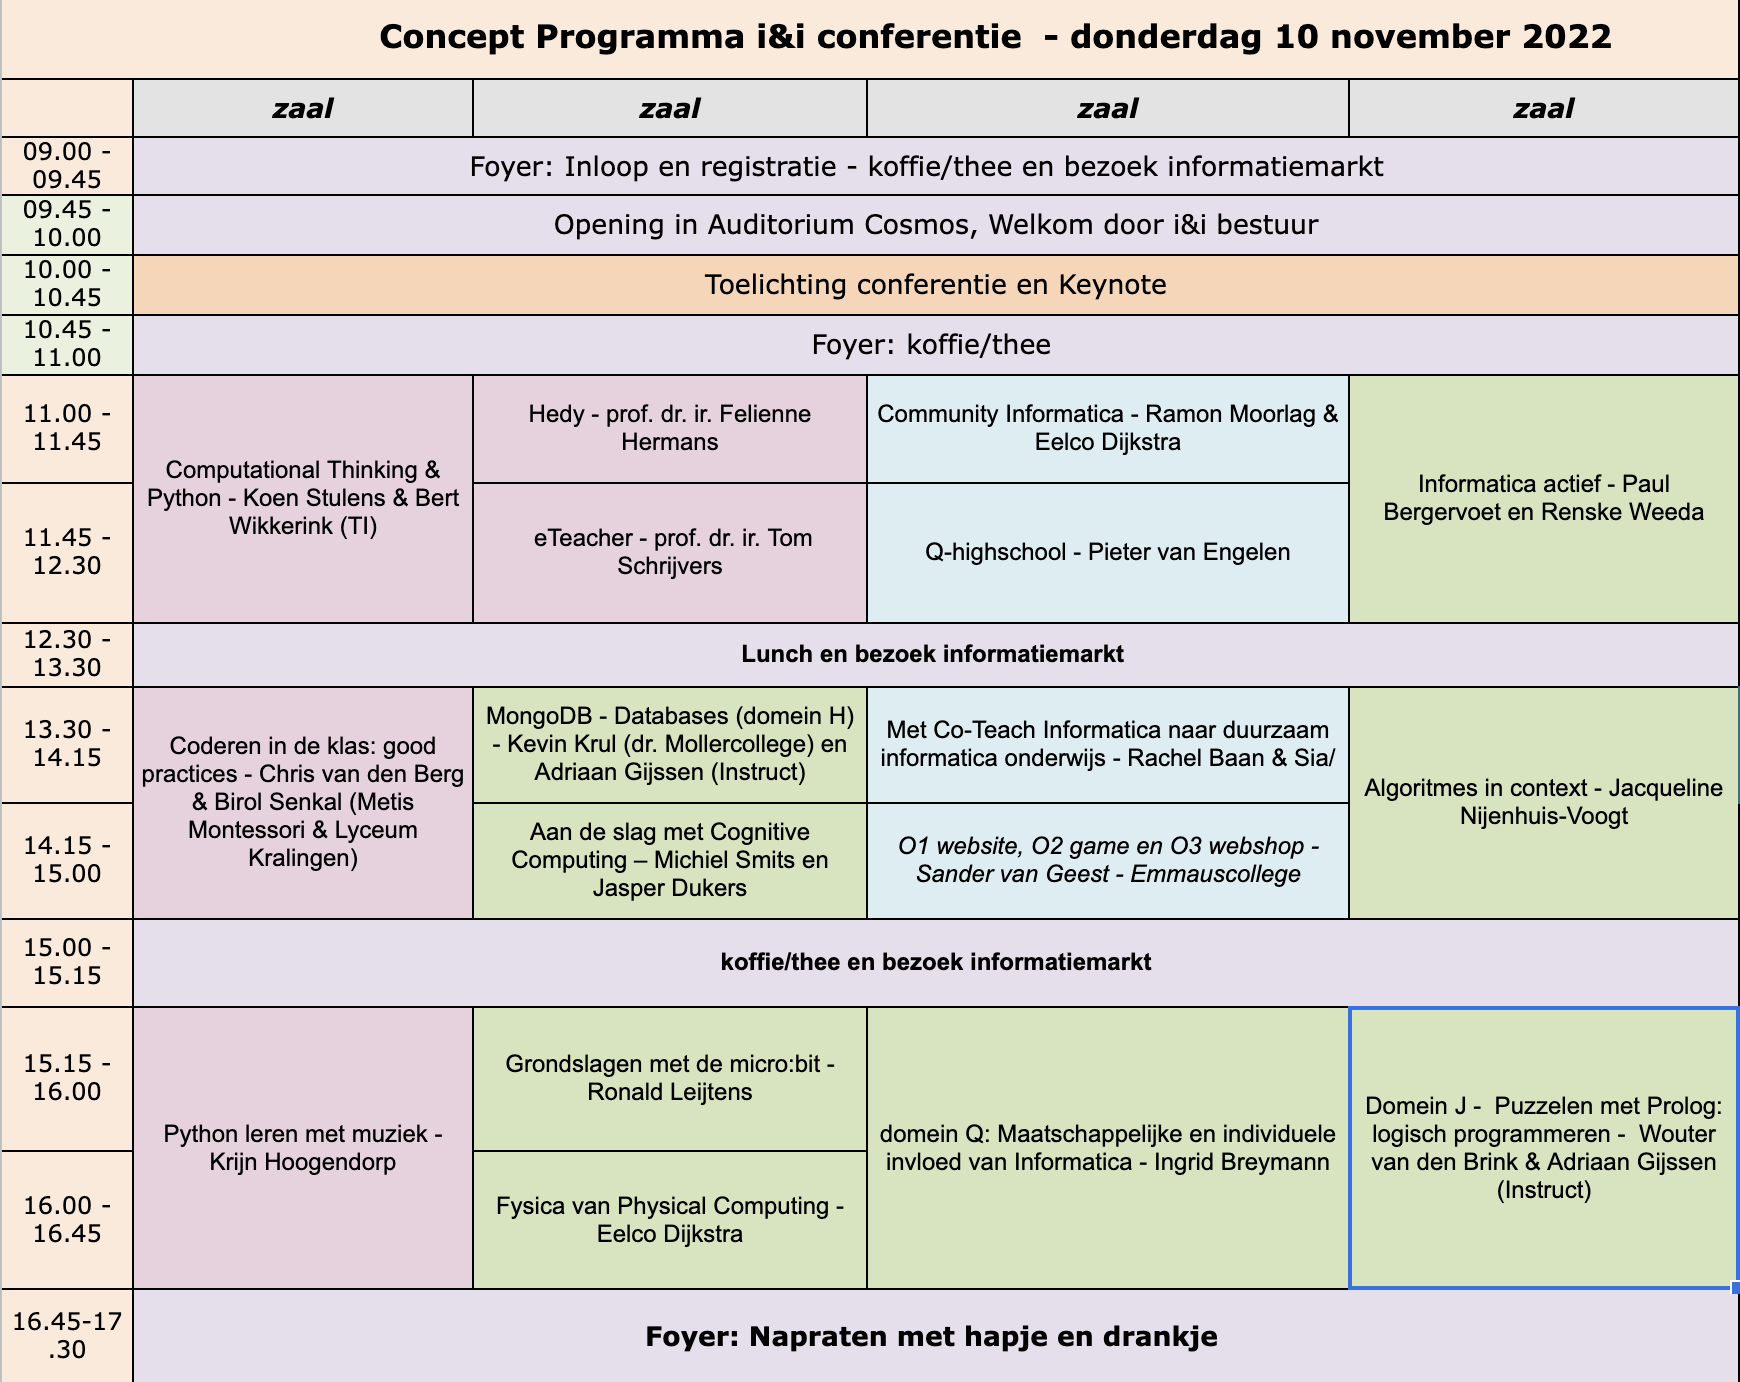 Concept Programma i&i conferentie  - donderdag 10 november 2022
zaal
zaal
zaal
zaal
09.00 -
09.45
Foyer: Inloop en registratie - koffie/thee en bezoek informatiemarkt
09.45 -
10.00
Opening in Auditorium Cosmos, Welkom door i&i bestuur
10.00 -
10.45
Toelichting conferentie en Keynote
10.45 -
11.00
Foyer: koffie/thee
11.00 -
11.45
Computational Thinking &
Python - Koen Stulens & Bert
Wikkerink (TI)
Hedy - prof. dr. ir. Felienne
Hermans
Community Informatica - Ramon Moorlag &
Eelco Dijkstra
Informatica actief - Paul
Bergervoet en Renske Weeda
11.45 -
12.30
eTeacher - prof. dr. ir. Tom
Schrijvers
Q-highschool - Pieter van Engelen
12.30 -
13.30
Lunch en bezoek informatiemarkt
13.30 -
14.15
Coderen in de klas: good
practices - Chris van den Berg
& Birol Senkal (Metis
Montessori & Lyceum
Kralingen)
MongoDB - Databases (domein H)
- Kevin Krul (dr. Mollercollege) en
Adriaan Gijssen (Instruct)
Met Co-Teach Informatica naar duurzaam
informatica onderwijs - Rachel Baan & Sia/
Algoritmes in context - Jacqueline
Nijenhuis-Voogt
14.15 -
15.00
Aan de slag met Cognitive
Computing – Michiel Smits en
Jasper Dukers
O1 website, O2 game en O3 webshop -
Sander van Geest - Emmauscollege
15.00 -
15.15
koffie/thee en bezoek informatiemarkt
15.15 -
16.00
Python leren met muziek -
Krijn Hoogendorp
Grondslagen met de micro:bit -
Ronald Leijtens
domein Q: Maatschappelijke en individuele
invloed van Informatica - Ingrid Breymann
Domein J -  Puzzelen met Prolog:
logisch programmeren -  Wouter
van den Brink & Adriaan Gijssen
(Instruct)
16.00 -
16.45
Fysica van Physical Computing -
Eelco Dijkstra
16.45-17
.30
Foyer: Napraten met hapje en drankje